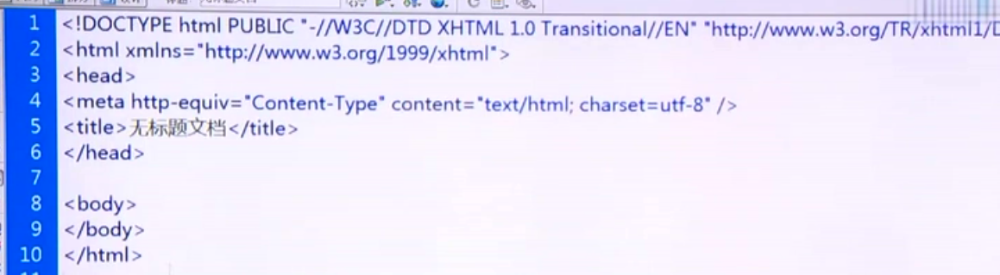 1 <!DOCTYPE html PUBLIC "-//W3C//DTD XHTML 1.0 Transitional//EN" "http://www.w3.org/TR/xhtml1/D
2 <html xmlns="http://www.w3.org/1999/xhtml">
3 <head>
4 <meta http-equiv="Content-Type" content="text/html; charset=utf-8" />
5 <title>无标题文档</title>
6 </head>
7
8 <body>
9 </body>
10 </html>